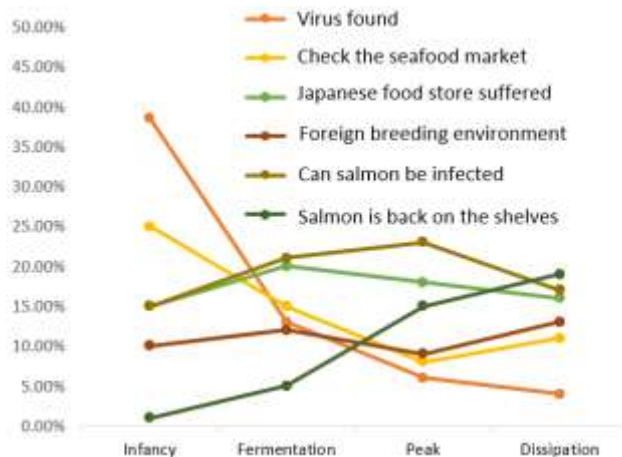 50.00%
45.00%
40.00%
35.00%
30.00%
25.00%
20.00%
15.00%
10.00%
5.00%
0.00%
Virus found
Check the seafood market
Japanese food store suffered
Foreign breeding environment
Can salmon be infected
Salmon is back on the shelves
Infancy Fermentation Peak Dissipation